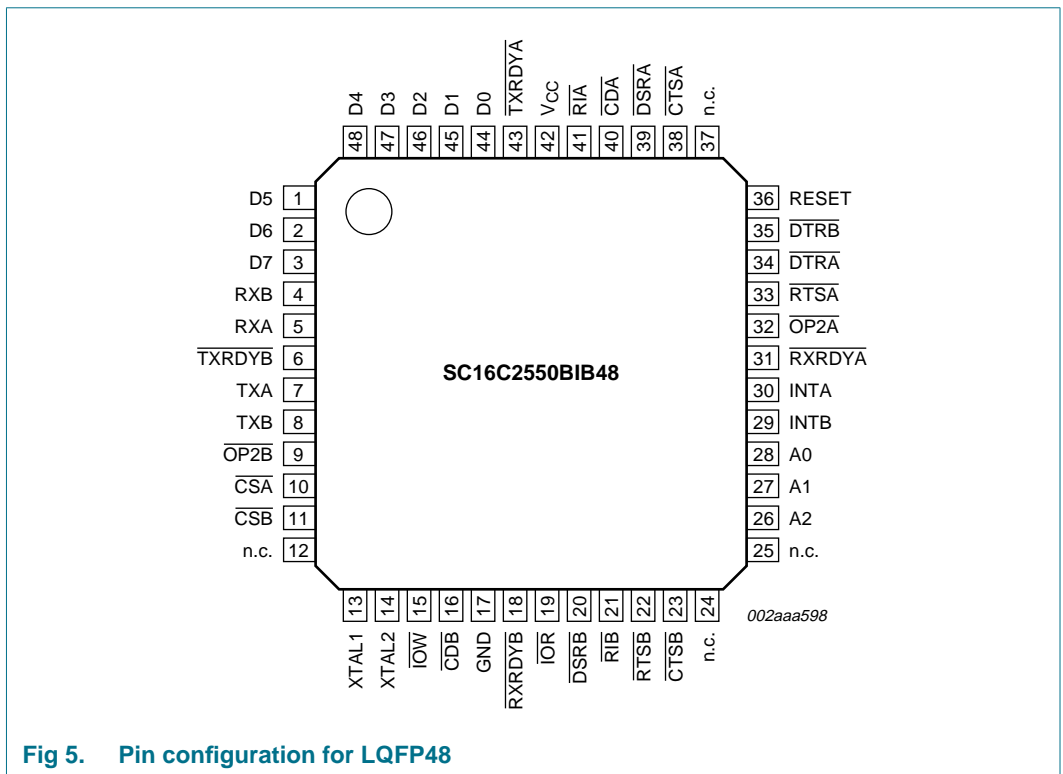 D4
D3
D2
D1
D0
TXRDYA
VCC
RIA
CDA
DSRA
CTSA
n.c.
48
47
46
45
44
43
42
41
40
39
38
37
D5 1
D6 2
D7 3
RXB 4
RXA 5
TXRDYB 6
TXA 7
TXB 8
OP2B 9
CSA 10
CSB 11
n.c. 12
SC16C2550BIB48
36 RESET
35 DTRB
34 DTRA
33 RTSA
32 OP2A
31 RXRDYA
30 INTA
29 INTB
28 A0
27 A1
26 A2
25 n.c.
13
14
15
16
17
18
19
20
21
22
23
24
XTAL1
XTAL2
IOW
CDB
GND
RXRDYB
IOR
DSRB
RIB
RTSB
CTSB
n.c.
002aaa598
Fig 5. Pin configuration for LQFP48